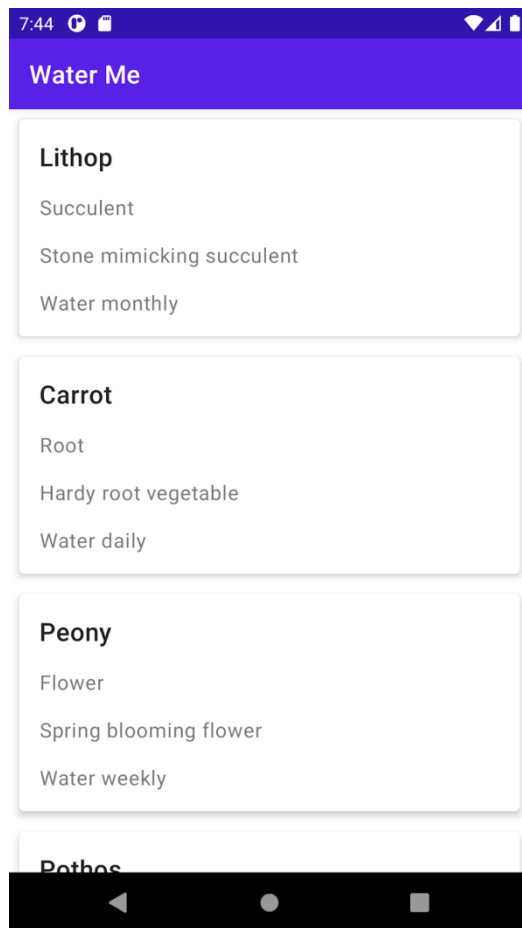 7:44
Water Me
Lithop
Succulent
Stone mimicking succulent
Water monthly
Carrot
Root
Hardy root vegetable
Water daily
Peony
Flower
Spring blooming flower
Water weekly
Pothos